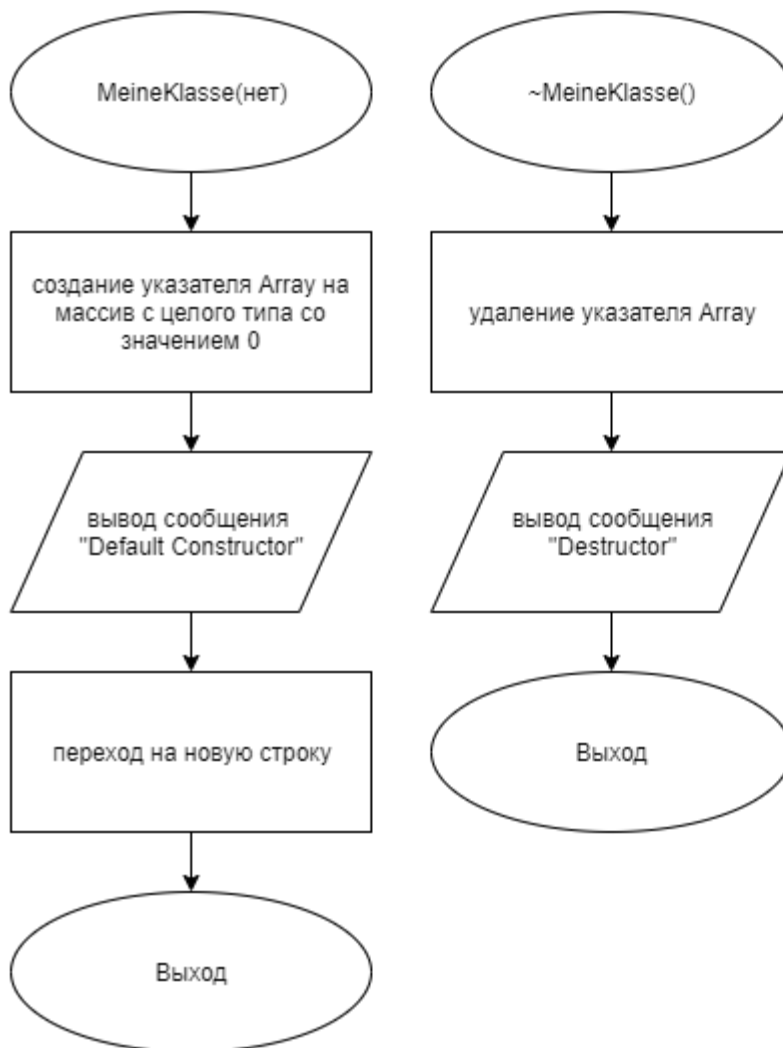 MeineKlasse(нет)
создание указателя Array на
массив с целого типа со
значением 0
вывод сообщения
"Default Constructor"
переход на новую строку
Выход
~MeineKlasse()
удаление указателя Array
вывод сообщения
"Destructor"
Выход